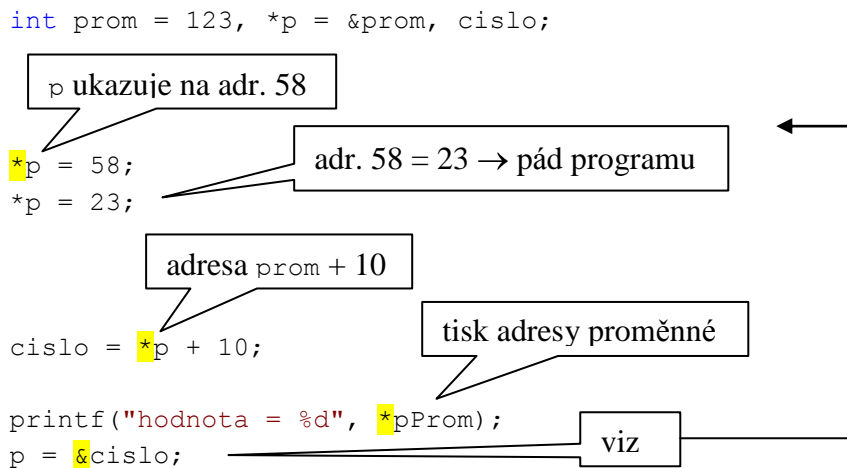 int prom = 123, *p = &prom, cislo;
p ukazuje na adr. 58
*p = 58;
adr. 58 = 23 → pád programu
*p = 23;
adresa prom + 10
cislo = *p + 10;
tisk adresy proměnné
printf("hodnota = %d", *pProm);
p = &cislo;
viz